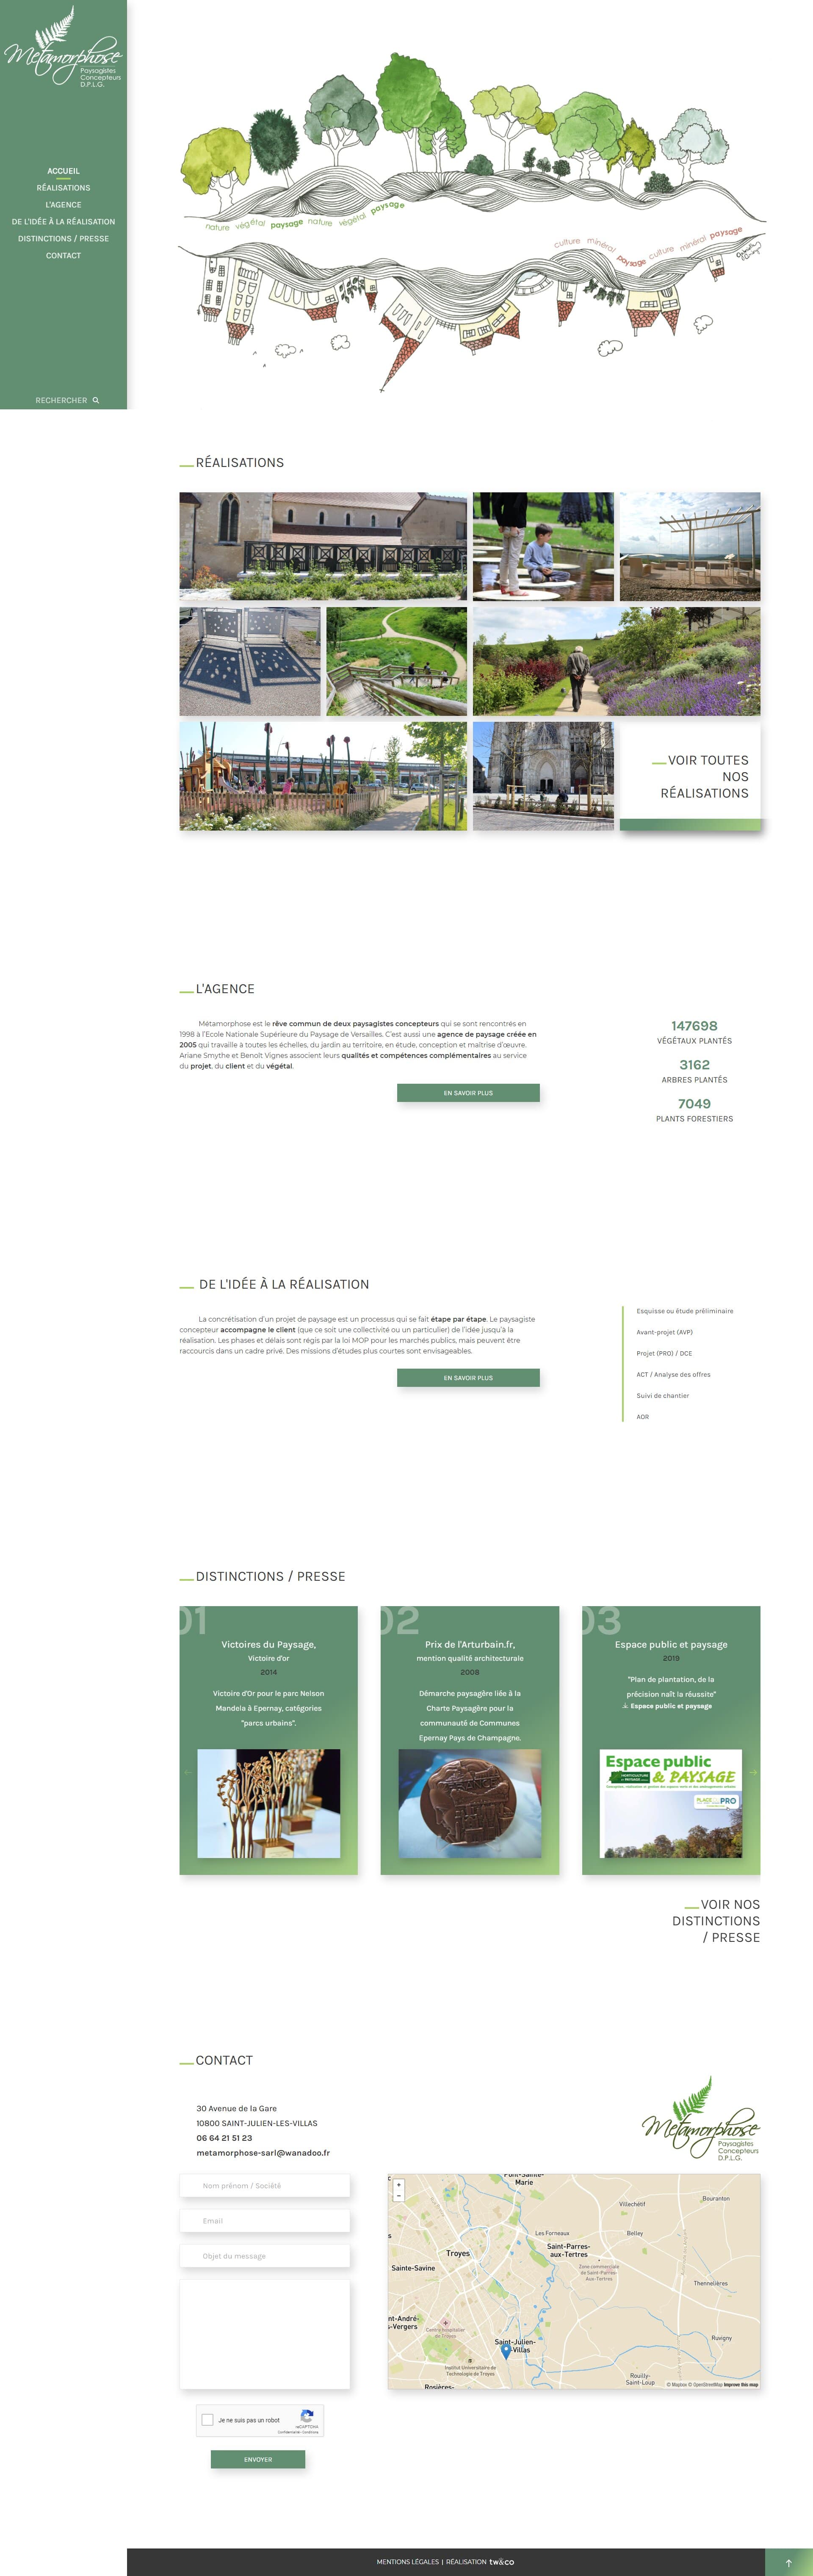 Metamorphose
Paysagistes
Concepteurs
D.P.L.G.
ACCUEIL
RÉALISATIONS
L'AGENCE
DE L'IDÉE À LA RÉALISATION
DISTINCTIONS / PRESSE
CONTACT
RECHERCHER
nature végétal paysage nature végétal paysage
culture minéral paysage culture minéral paysage
RÉALISATIONS
VOIR TOUTES
NOS
RÉALISATIONS
L'AGENCE
Métamorphose est le rêve commun de deux paysagistes concepteurs qui se sont rencontrés en
1998 à l'Ecole Nationale Supérieure du Paysage de Versailles. C'est aussi une agence de paysage créée en
2005 qui travaille à toutes les échelles, du jardin au territoire, en étude, conception et maîtrise d'œuvre.
Ariane Smythe et Benoît Vignes associent leurs qualités et compétences complémentaires au service
du projet, du client et du végétal.
EN SAVOIR PLUS
147698
VÉGÉTAUX PLANTÉS
3162
ARBRES PLANTÉS
7049
PLANTS FORESTIERS
DE L'IDÉE À LA RÉALISATION
La concrétisation d'un projet de paysage est un processus qui se fait étape par étape. Le paysagiste
concepteur accompagne le client (que ce soit une collectivité ou un particulier) de l'idée jusqu'à la
réalisation. Les phases et délais sont régis par la loi MOP pour les marchés publics, mais peuvent être
raccourcis dans un cadre privé. Des missions d'études plus courtes sont envisageables.
EN SAVOIR PLUS
Esquisse ou étude préliminaire
Avant-projet (AVP)
Projet (PRO) / DCE
ACT / Analyse des offres
Suivi de chantier
AOR
DISTINCTIONS / PRESSE
01
Victoires du Paysage,
Victoire d'or
2014
Victoire d'Or pour le parc Nelson
Mandela à Epernay, catégories
"parcs urbains".
02
Prix de l'Arturbain.fr,
mention qualité architecturale
2008
Démarche paysagère liée à la
Charte Paysagère pour la
communauté de Communes
Epernay Pays de Champagne.
03
Espace public et paysage
2019
"Plan de plantation, de la
précision naît la réussite"
Espace public et paysage
Espace public
& PAYSAGE
PRO
VOIR NOS
DISTINCTIONS
/ PRESSE
CONTACT
30 Avenue de la Gare
10800 SAINT-JULIEN-LES-VILLAS
06 64 21 51 23
metamorphose-sarl@wanadoo.fr
Metamorphose
Paysagistes
Concepteurs
D.P.L.G.
Nom prénom / Société
Email
Objet du message
Je ne suis pas un robot
reCAPTCHA
Confidentialité - Conditions
ENVOYER
+
−
Pont-Sainte-
Marie
Villechétif
Bouranton
Les Forneaux
Belley
Troyes
Saint-Parres-
aux-Tertres
Sainte-Savine
Zone commerciale
de Saint-Parres-
Aux-Tertres
Thennelières
nt-André-
s-Vergers
Centre hospitalier
de Troyes
Saint-Julien-
-Villas
Ruvigny
Institut Universitaire de
Technologie de Troyes
Rouilly-
Saint-Loup
Rosières-
© Mapbox © OpenStreetMap Improve this map
MENTIONS LÉGALES | RÉALISATION tw&co